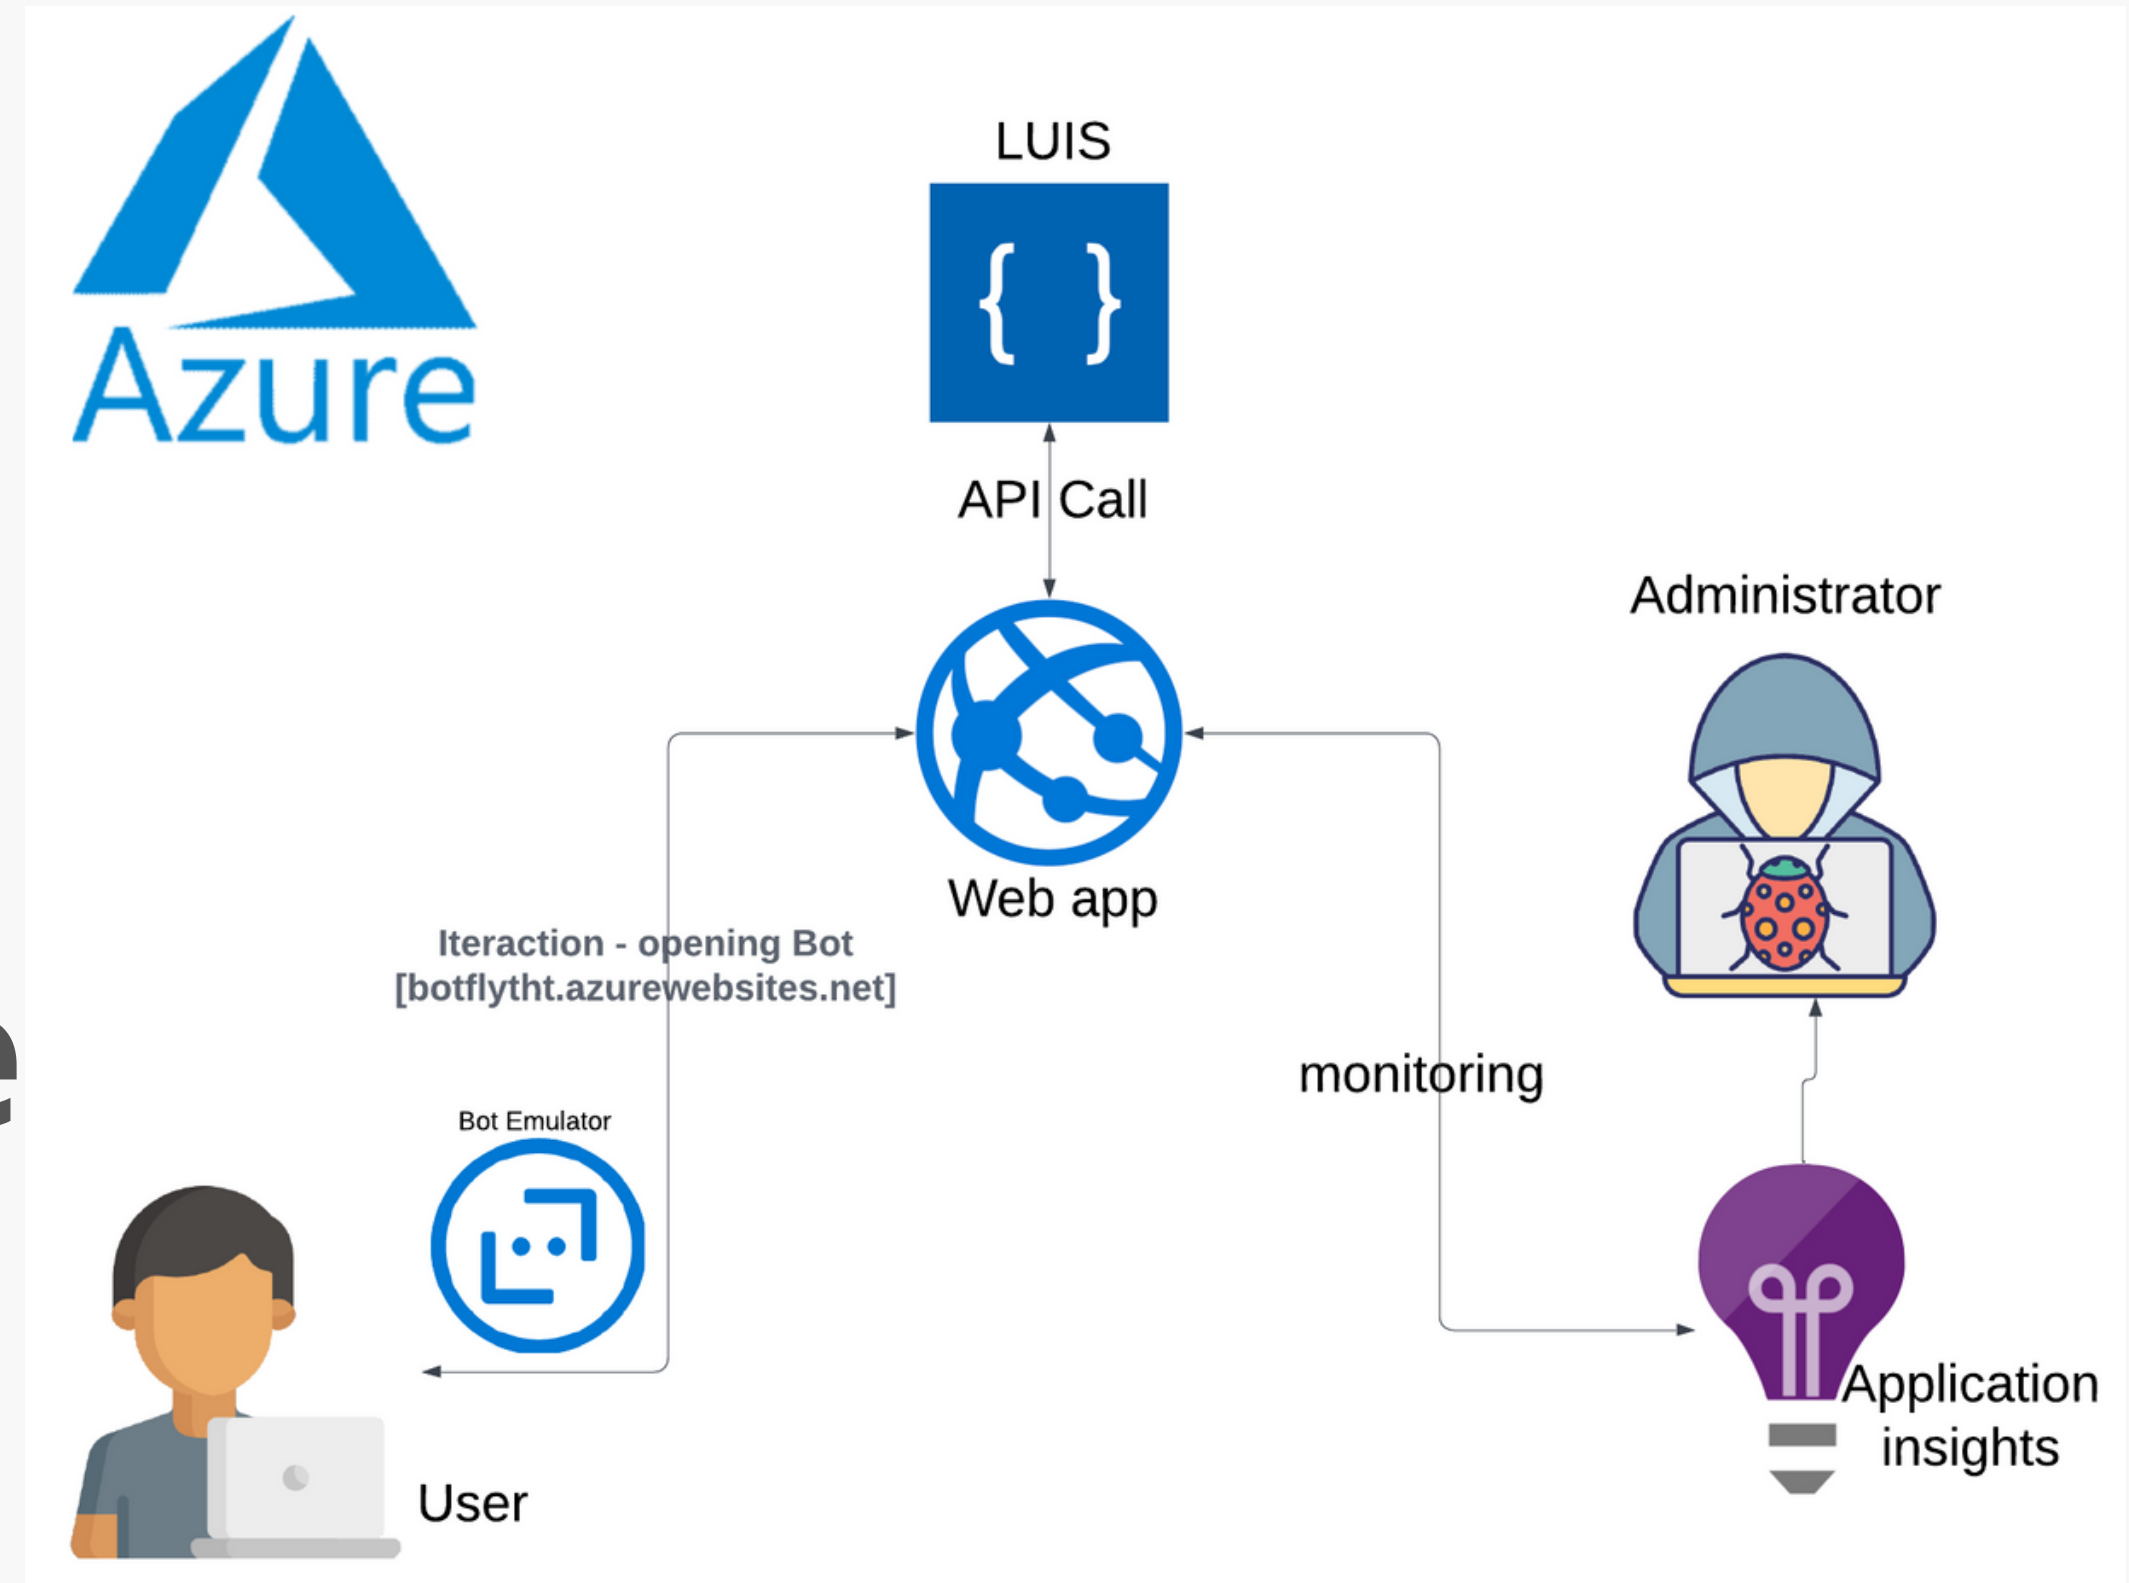 Azure
LUIS
{ }
API Call
Administrator
Web app
Iteraction - opening Bot
[botflytht.azurewebsites.net]
monitoring
Bot Emulator
User
Application
insights
e